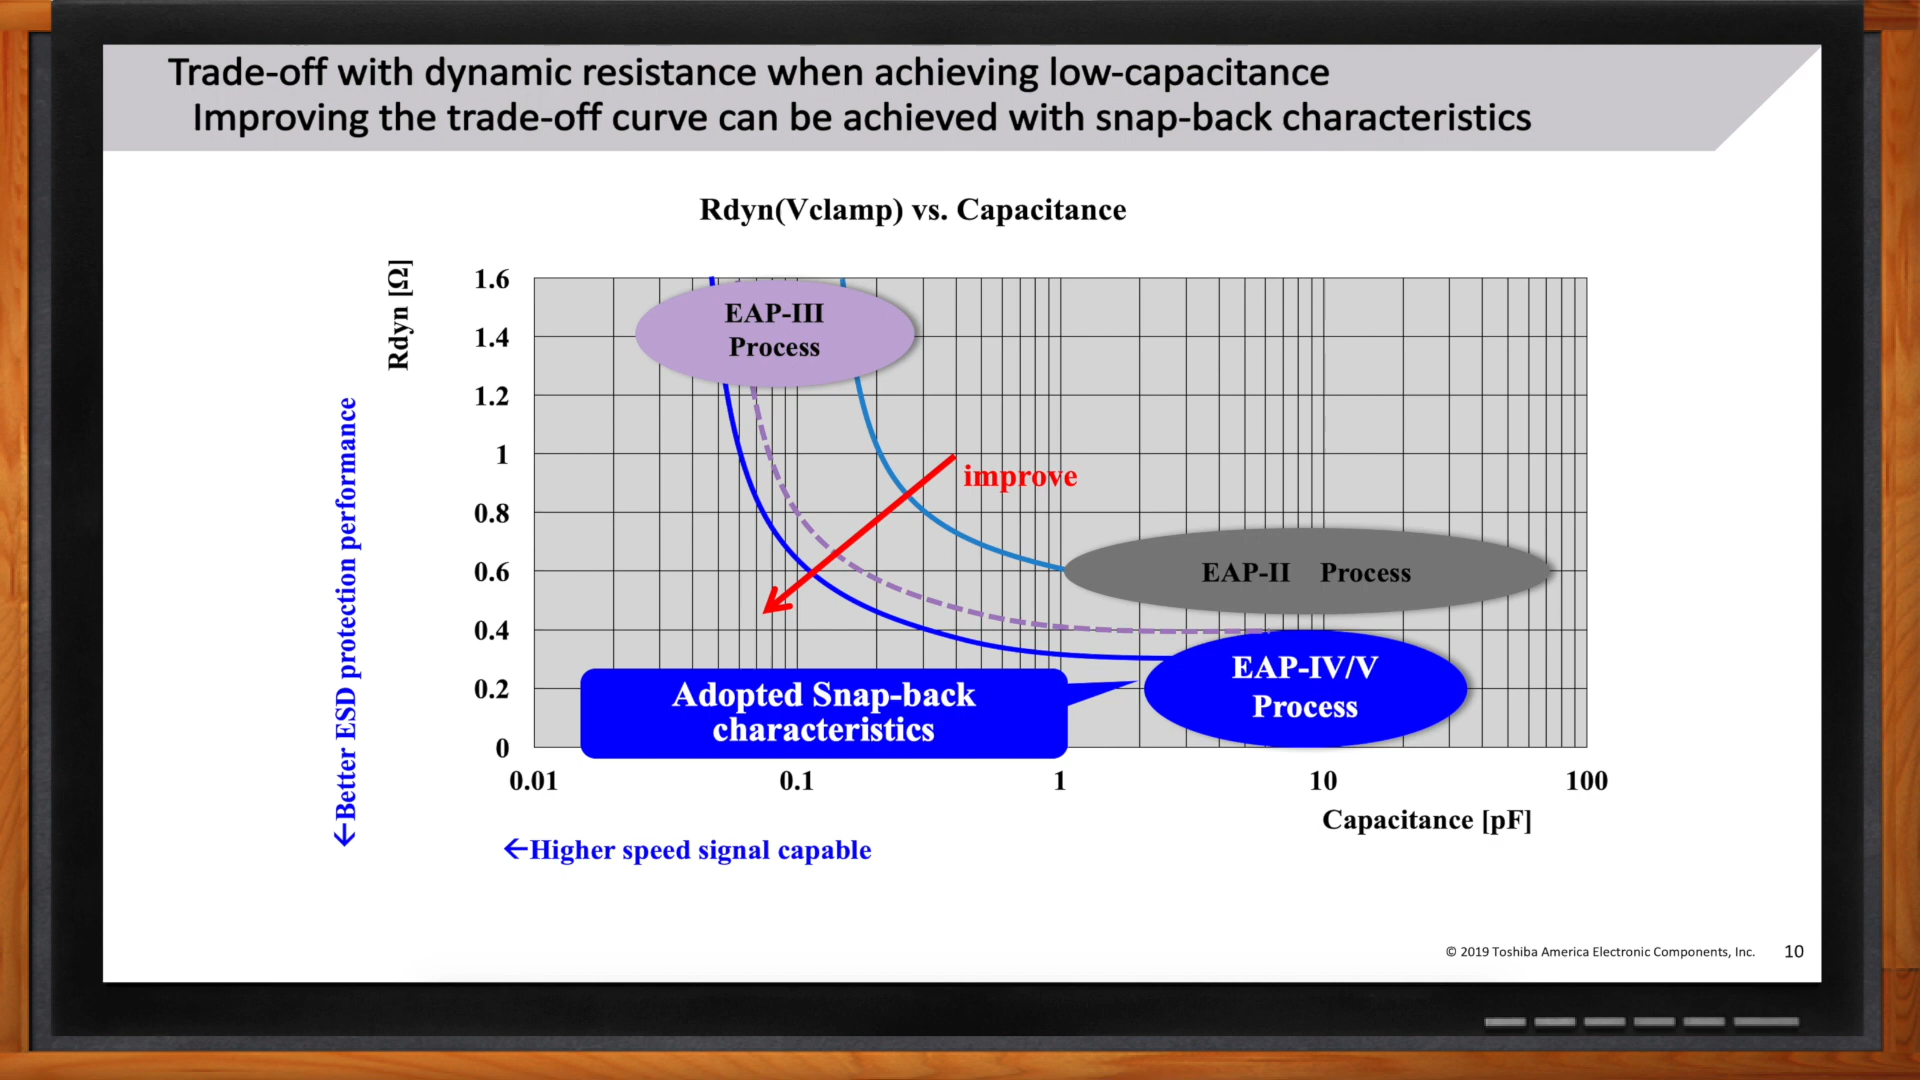 Trade-off with dynamic resistance when achieving low-capacitance
Improving the trade-off curve can be achieved with snap-back characteristics
Rdyn(Vclamp) vs. Capacitance
Rdyn [Ω]
←Better ESD protection performance
1.6
1.4
1.2
1
0.8
0.6
0.4
0.2
0
EAP-III
Process
improve
EAP-II Process
EAP-IV/V
Process
Adopted Snap-back
characteristics
0.01
0.1
1
10
100
Capacitance [pF]
←Higher speed signal capable
© 2019 Toshiba America Electronic Components, Inc.
10